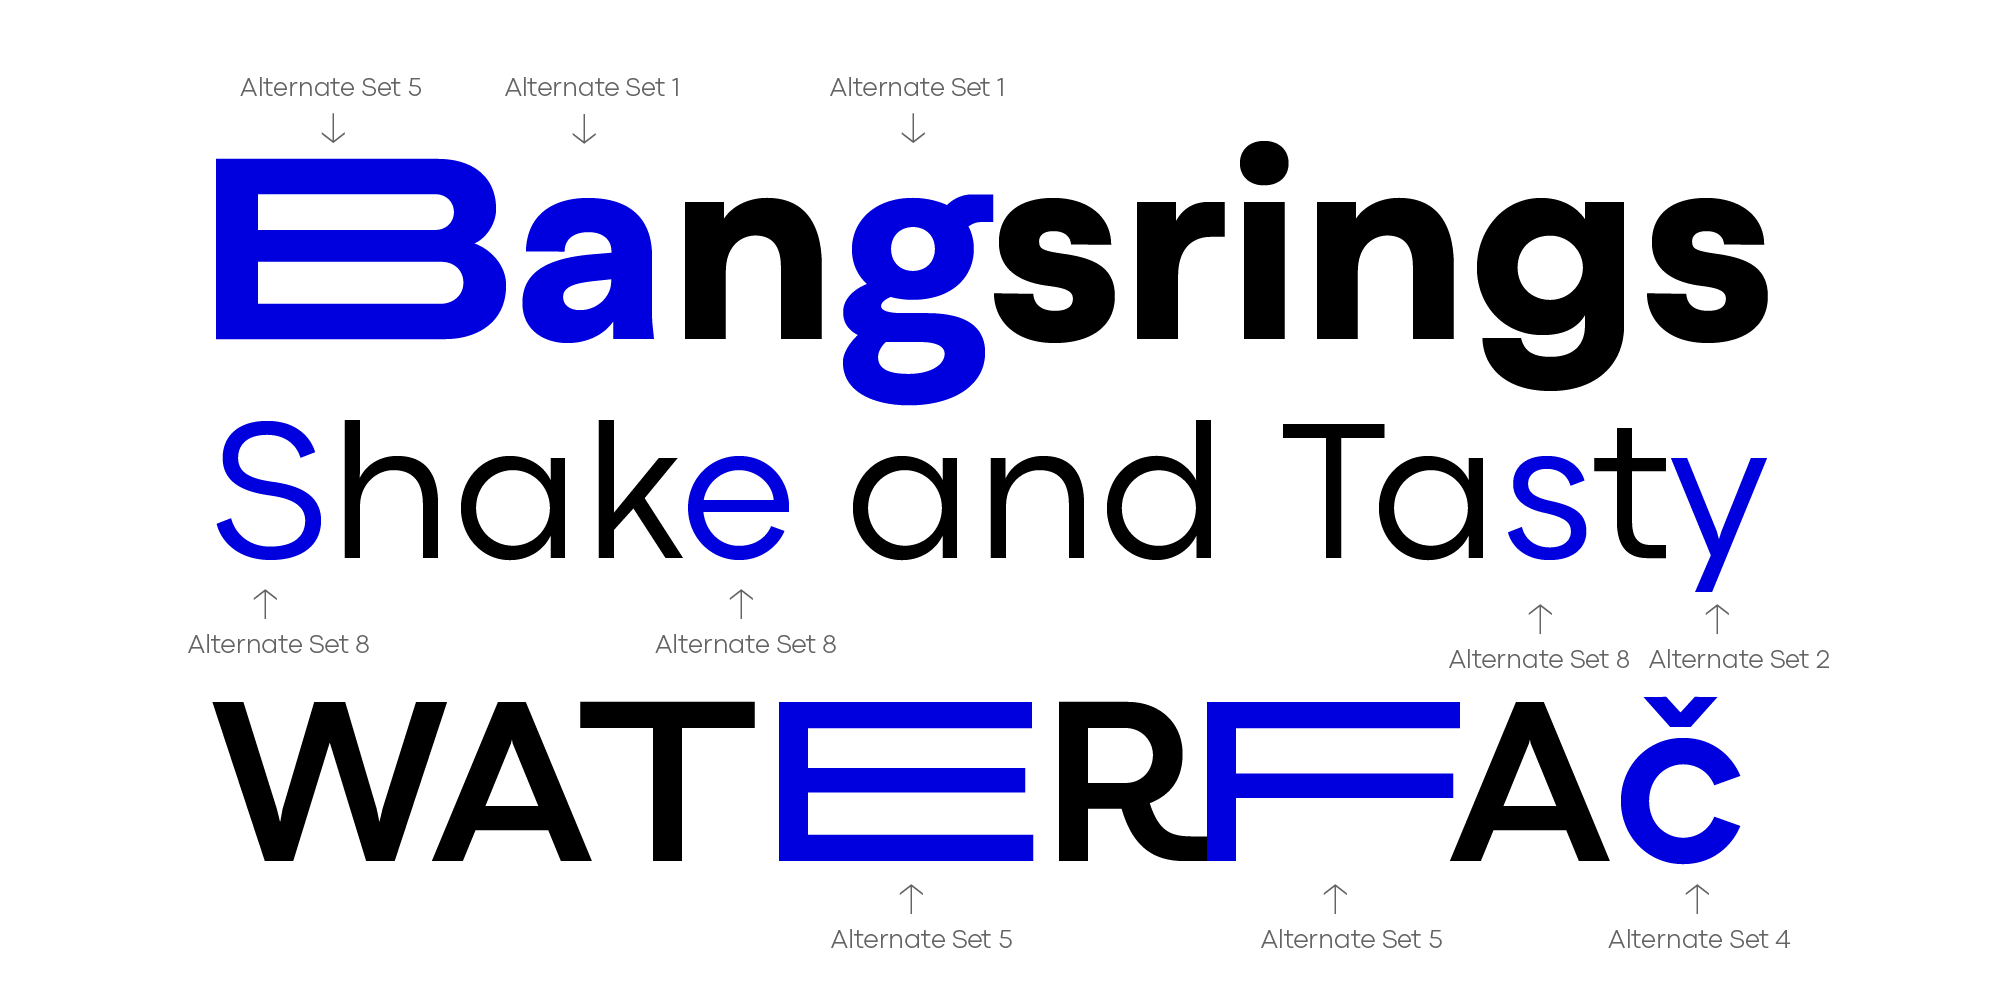 Alternate Set 5 Alternate Set 1 Alternate Set 1
Bangsrings
Shake and Tasty
Alternate Set 8 Alternate Set 8 Alternate Set 8 Alternate Set 2
WATERFAč
Alternate Set 5 Alternate Set 5 Alternate Set 4